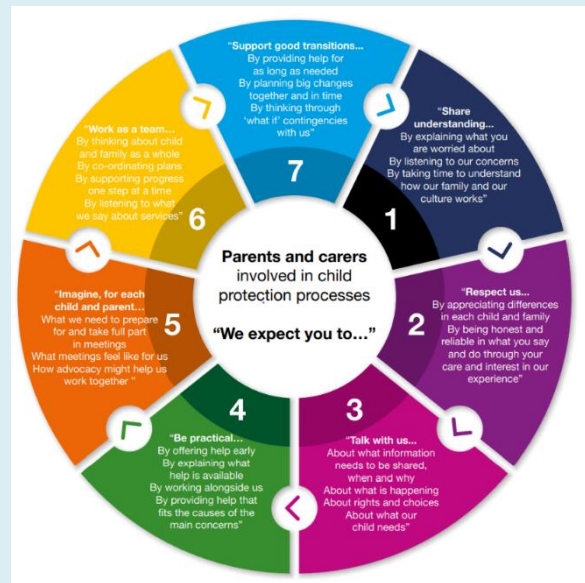 Parents and carers
involved in child
protection processes
"We expect you to..."
1
"Share
understanding...
By explaining what you
are worried about
By listening to our concerns
By taking time to understand
how our family and our
culture works"
2
"Respect us...
By appreciating differences
in each child and family
By being honest and
reliable in what you say
and do through your
care and interest in our
experience"
3
"Talk with us...
About what information
needs to be shared,
when and why
About what is happening
About rights and choices
About what our
child needs"
4
"Be practical...
By offering help early
By explaining what
help is available
By working alongside us
By providing help that
fits the causes of the
main concerns"
5
"Imagine, for each
child and parent...
What we need to prepare
for and take full part
in meetings
What meetings feel like for us
How advocacy might help us
work together "
6
"Work as a team...
By thinking about child
and family as a whole
By co-ordinating plans
By supporting progress
one step at a time
By listening to what
we say about services"
7
"Support good transitions...
By providing help for
as long as needed
By planning big changes
together and in time
By thinking through
'what if' contingencies
with us"